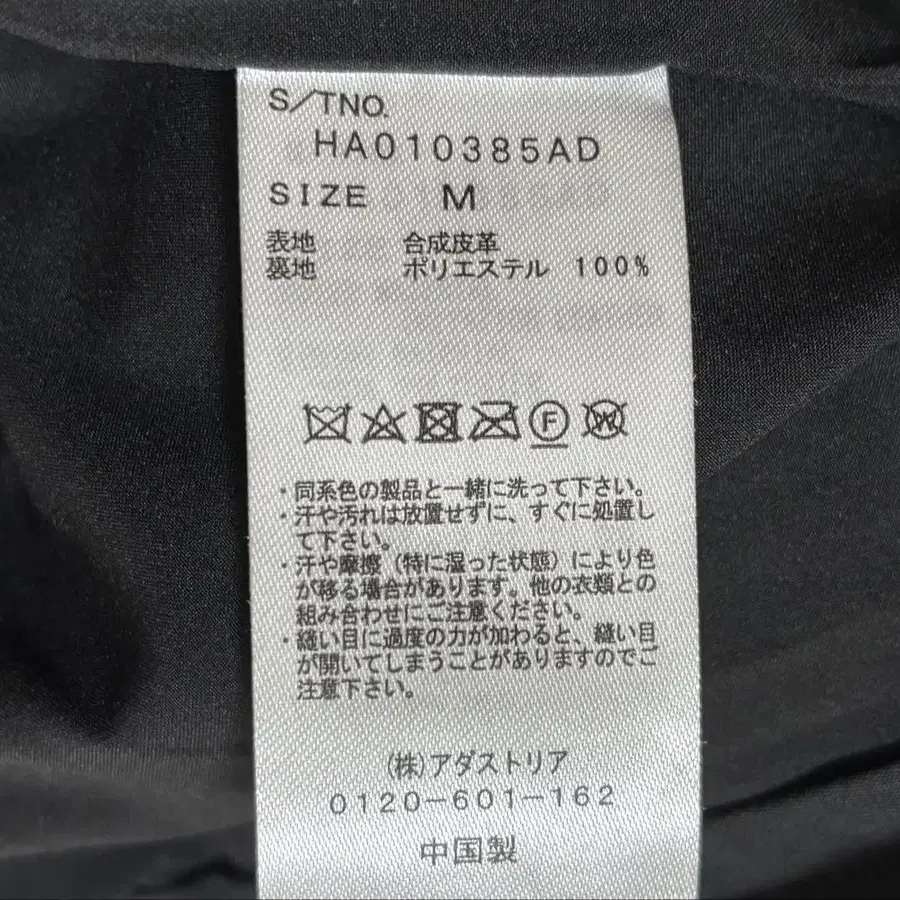 S/TNO.
HA010385AD
SIZE M
表地 合成皮革
裏地 ポリエステル 100%
F
W
・同系色の製品と一緒に洗って下さい。
・汗や汚れは放置せずに、すぐに処置し
て下さい。
・汗や摩擦（特に湿った状態）により色
が移る場合があります。他の衣類との
組み合わせにご注意ください。
・縫い目に過度の力が加わると、縫い目
が開いてしまうことがありますのでご
注意下さい。
(株)アダストリア
0120-601-162
中国製